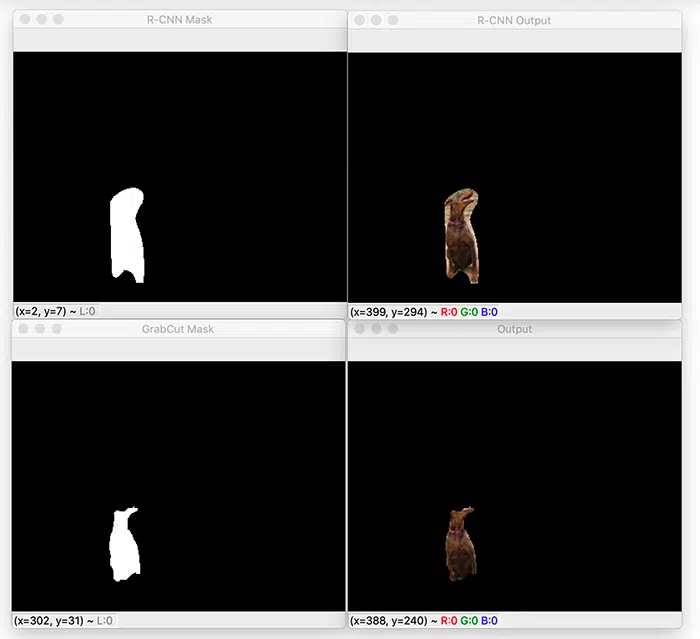 R-CNN Mask
R-CNN Output
(x=2, y=7) ~ L:0
(x=399, y=294) ~ R:0 G:0 B:0
GrabCut Mask
Output
(x=302, y=31) ~ L:0
(x=388, y=240) ~ R:0 G:0 B:0